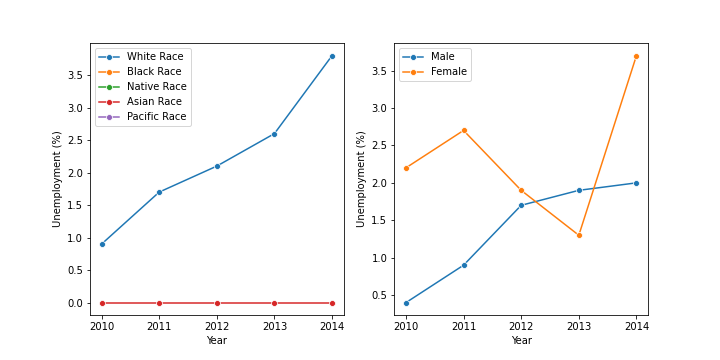 White Race
Black Race
Native Race
Asian Race
Pacific Race
3.5
3.0
2.5
2.0
1.5
1.0
0.5
0.0
Unemployment (%)
2010 2011 2012 2013 2014
Year
Male
Female
3.5
3.0
2.5
2.0
1.5
1.0
0.5
Unemployment (%)
2010 2011 2012 2013 2014
Year